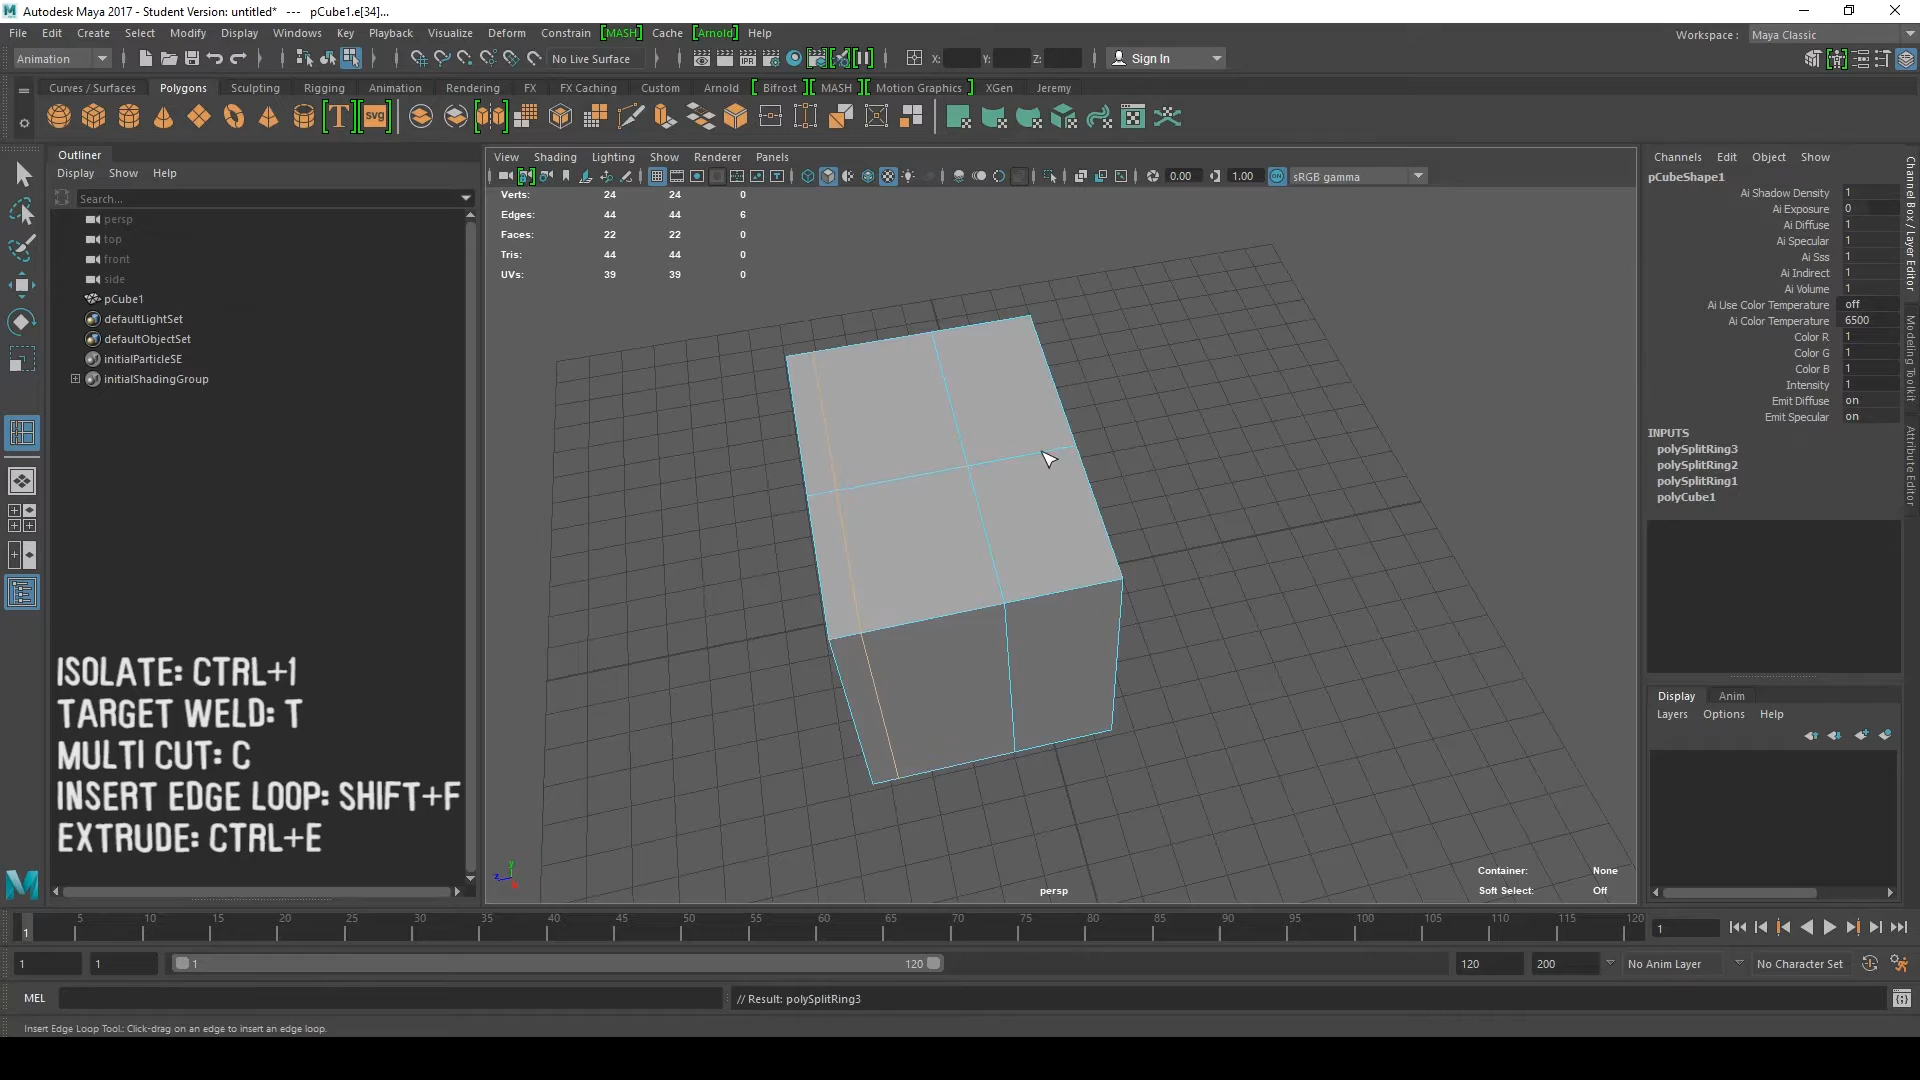 Autodesk Maya 2017 - Student Version: untitled* --- pCube1.e[34]...
File Edit Create Select Modify Display Windows Key Playback Visualize Deform Constrain [MASH] Cache [Arnold] Help
Workspace : Maya Classic
Animation No Live Surface X: Y: Z: Sign In
Curves / Surfaces Polygons Sculpting Rigging Animation Rendering FX FX Caching Custom Arnold Bifrost MASH Motion Graphics XGen Jeremy
T SVG
Outliner
Display Show Help
Search...
persp
top
front
side
pCube1
defaultLightSet
defaultObjectSet
initialParticleSE
initialShadingGroup
ISOLATE: CTRL+1
TARGET WELD: T
MULTI CUT: C
INSERT EDGE LOOP: SHIFT+F
EXTRUDE: CTRL+E
View Shading Lighting Show Renderer Panels
0.00 1.00 sRGB gamma
Verts: 24 24 0
Edges: 44 44 6
Faces: 22 22 0
Tris: 44 44 0
UVs: 39 39 0
Container: None
Soft Select: Off
persp
Channels Edit Object Show
pCubeShape1
Ai Shadow Density 1
Ai Exposure 0
Ai Diffuse 1
Ai Specular 1
Ai Sss 1
Ai Indirect 1
Ai Volume 1
Ai Use Color Temperature off
Ai Color Temperature 6500
Color R 1
Color G 1
Color B 1
Intensity 1
Emit Diffuse on
Emit Specular on
INPUTS
polySplitRing3
polySplitRing2
polySplitRing1
polyCube1
Channel Box / Layer Editor
Modeling Toolkit
Attribute Editor
Display Anim
Layers Options Help
5 10 15 20 25 30 35 40 45 50 55 60 65 70 75 80 85 90 95 100 105 110 115 120
1 1
1 1 1 120 120 200 No Anim Layer No Character Set
MEL // Result: polySplitRing3
Insert Edge Loop Tool: Click-drag on an edge to insert an edge loop.